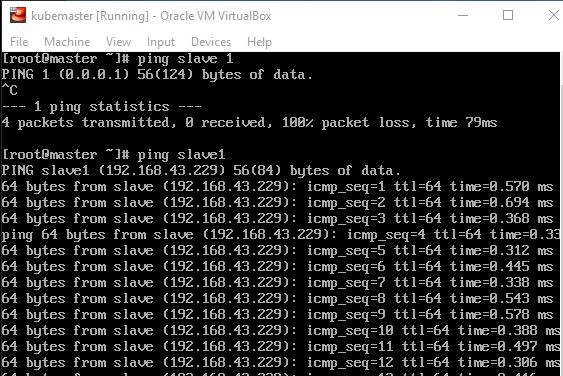 kubemaster [Running] - Oracle VM VirtualBox
File Machine View Input Devices Help
[root@master ~]# ping slave 1
PING 1 (0.0.0.1) 56(124) bytes of data.
^C
--- 1 ping statistics ---
4 packets transmitted, 0 received, 100% packet loss, time 79ms
[root@master ~]# ping slave1
PING slave1 (192.168.43.229) 56(84) bytes of data.
64 bytes from slave (192.168.43.229): icmp_seq=1 ttl=64 time=0.570 ms
64 bytes from slave (192.168.43.229): icmp_seq=2 ttl=64 time=0.694 ms
64 bytes from slave (192.168.43.229): icmp_seq=3 ttl=64 time=0.368 ms
ping 64 bytes from slave (192.168.43.229): icmp_seq=4 ttl=64 time=0.33
64 bytes from slave (192.168.43.229): icmp_seq=5 ttl=64 time=0.312 ms
64 bytes from slave (192.168.43.229): icmp_seq=6 ttl=64 time=0.445 ms
64 bytes from slave (192.168.43.229): icmp_seq=7 ttl=64 time=0.338 ms
64 bytes from slave (192.168.43.229): icmp_seq=8 ttl=64 time=0.543 ms
64 bytes from slave (192.168.43.229): icmp_seq=9 ttl=64 time=0.578 ms
64 bytes from slave (192.168.43.229): icmp_seq=10 ttl=64 time=0.388 ms
64 bytes from slave (192.168.43.229): icmp_seq=11 ttl=64 time=0.497 ms
64 bytes from slave (192.168.43.229): icmp_seq=12 ttl=64 time=0.306 ms